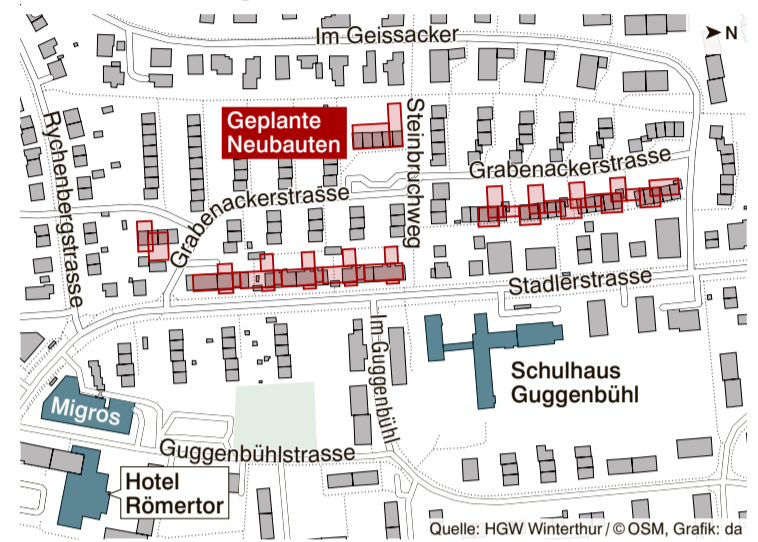 Im Geissacker
N
Geplante
Neubauten
Steinbruchweg
Rychenbergstrasse
Grabenackerstrasse
Grabenackerstrasse
Stadlerstrasse
Im Guggenbühl
Schulhaus
Guggenbühl
Migros
Guggenbühlstrasse
Hotel
Römertor
Quelle: HGW Winterthur / © OSM, Grafik: da